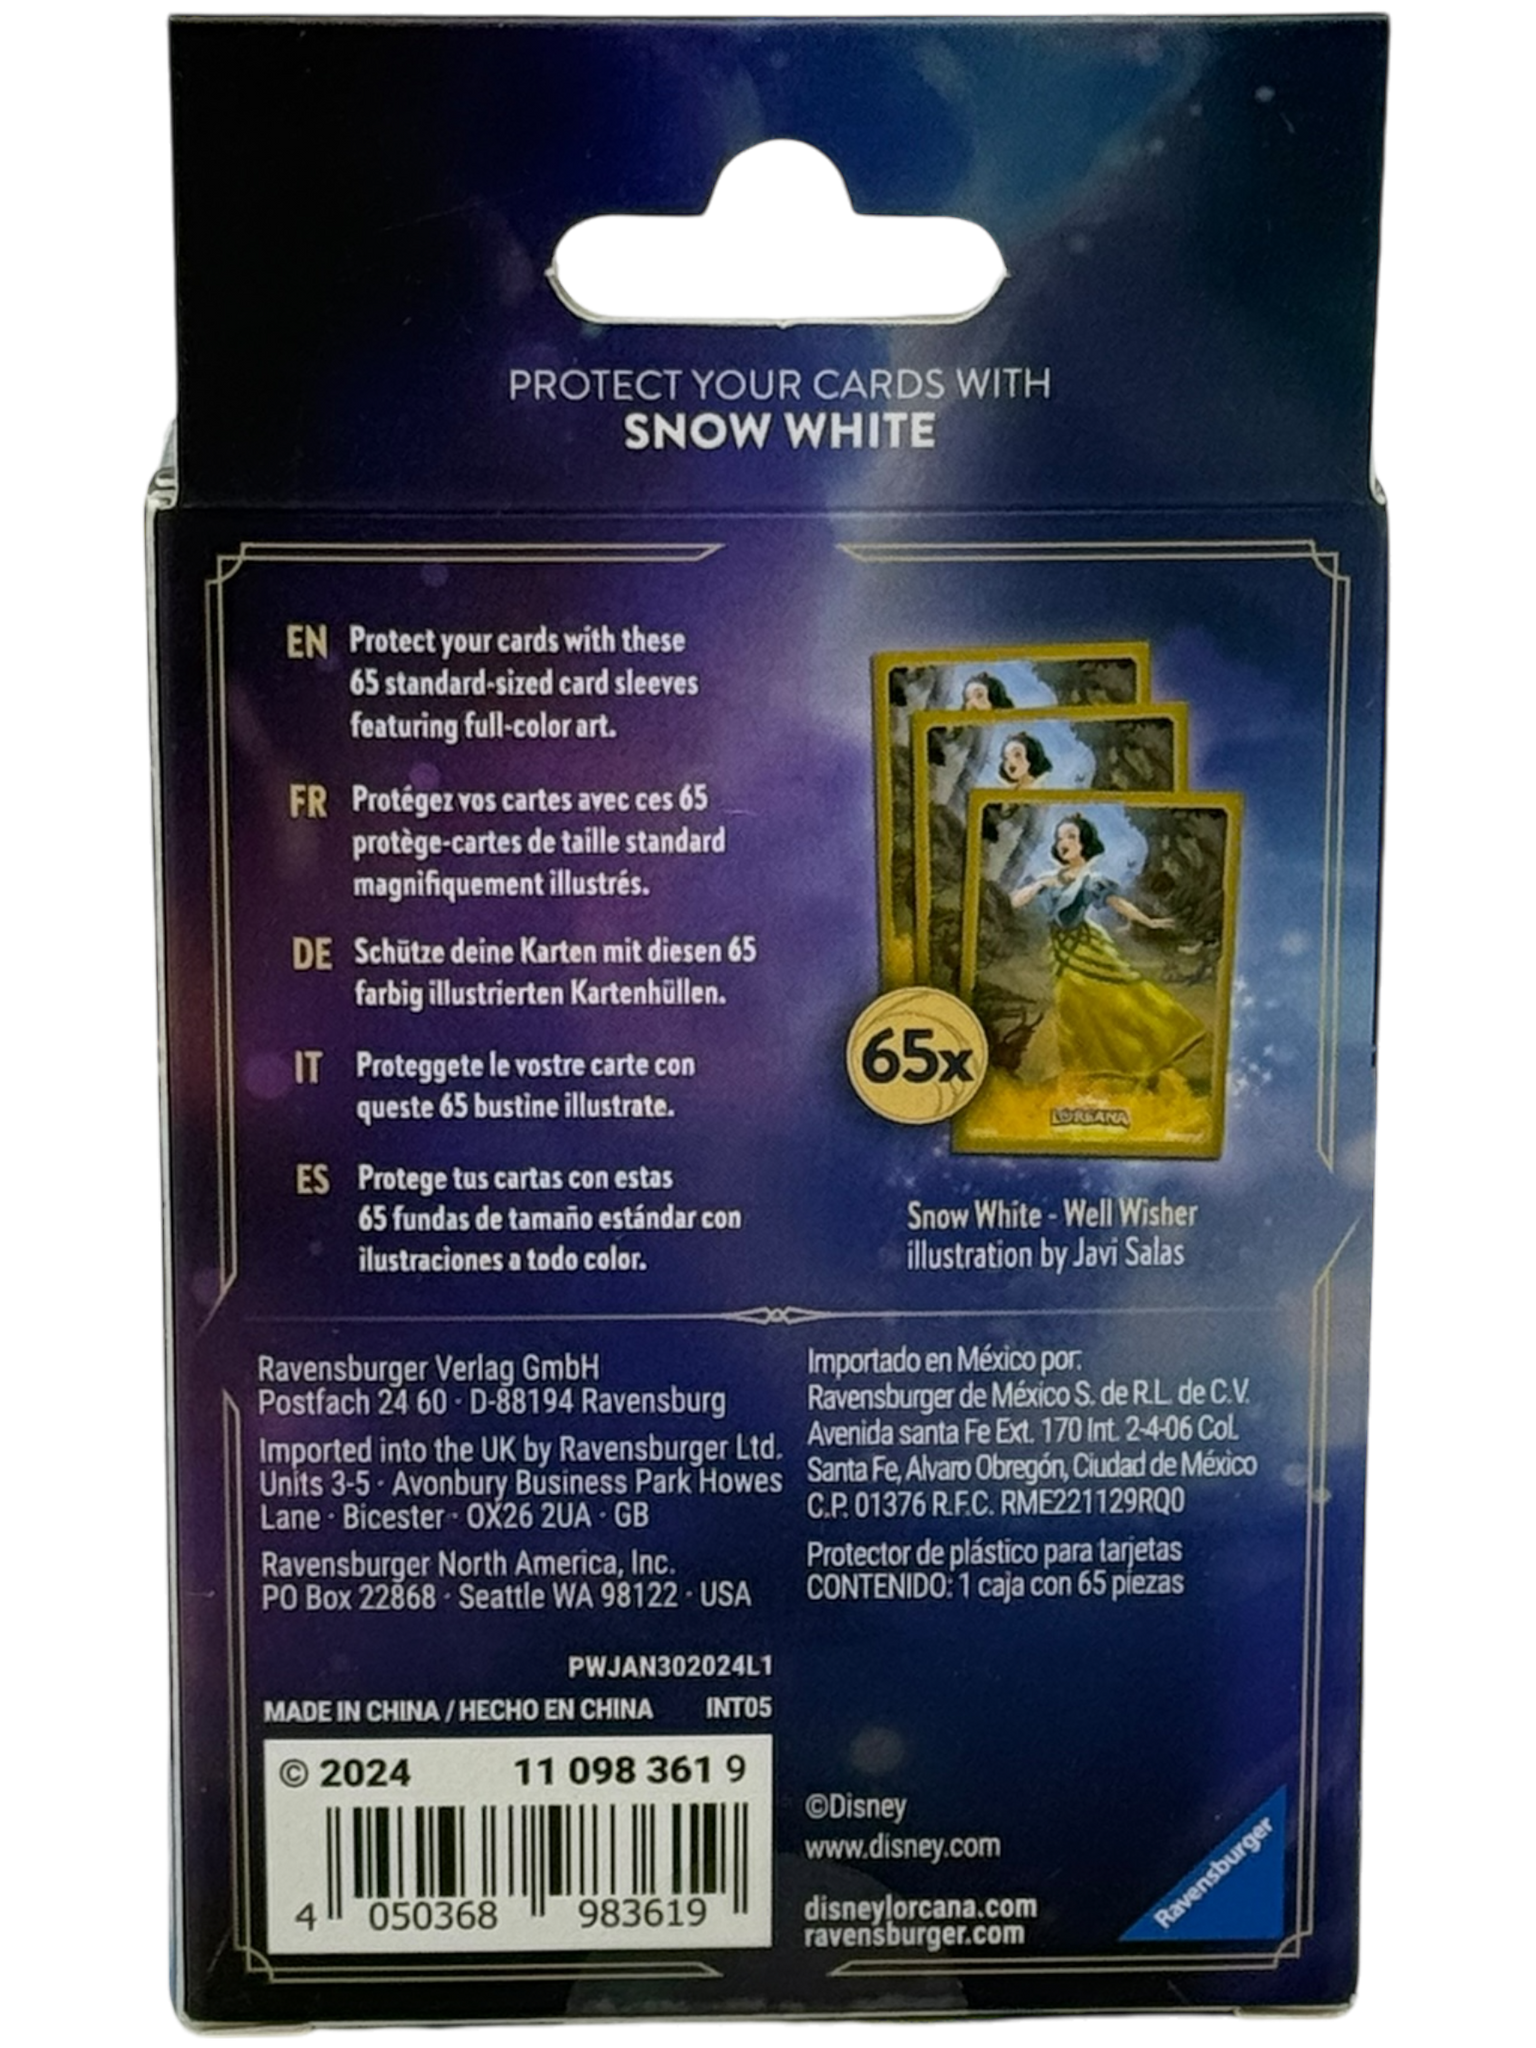 PROTECT YOUR CARDS WITH
SNOW WHITE
EN Protect your cards with these
65 standard-sized card sleeves
featuring full-color art.
FR Protégez vos cartes avec ces 65
protège-cartes de taille standard
magnifiquement illustrés.
DE Schütze deine Karten mit diesen 65
farbig illustrierten Kartenhüllen.
IT Proteggete le vostre carte con
queste 65 bustine illustrate.
ES Protege tus cartas con estas
65 fundas de tamaño estándar con
ilustraciones a todo color.
65x
LORCANA
Snow White - Well Wisher
illustration by Javi Salas
Ravensburger Verlag GmbH
Postfach 24 60 · D-88194 Ravensburg
Imported into the UK by Ravensburger Ltd.
Units 3-5 · Avonbury Business Park Howes
Lane · Bicester · OX26 2UA · GB
Ravensburger North America, Inc.
PO Box 22868 · Seattle WA 98122 · USA
Importado en México por:
Ravensburger de México S. de R.L. de C.V.
Avenida santa Fe Ext. 170 Int. 2-4-06 Col.
Santa Fe, Alvaro Obregón, Ciudad de México
C.P. 01376 R.F.C. RME221129RQ0
Protector de plástico para tarjetas
CONTENIDO: 1 caja con 65 piezas
PWJAN302024L1
MADE IN CHINA / HECHO EN CHINA INT05
© 2024 11 098 361 9
4 050368 983619
©Disney
www.disney.com
disneylorcana.com
ravensburger.com
Ravensburger